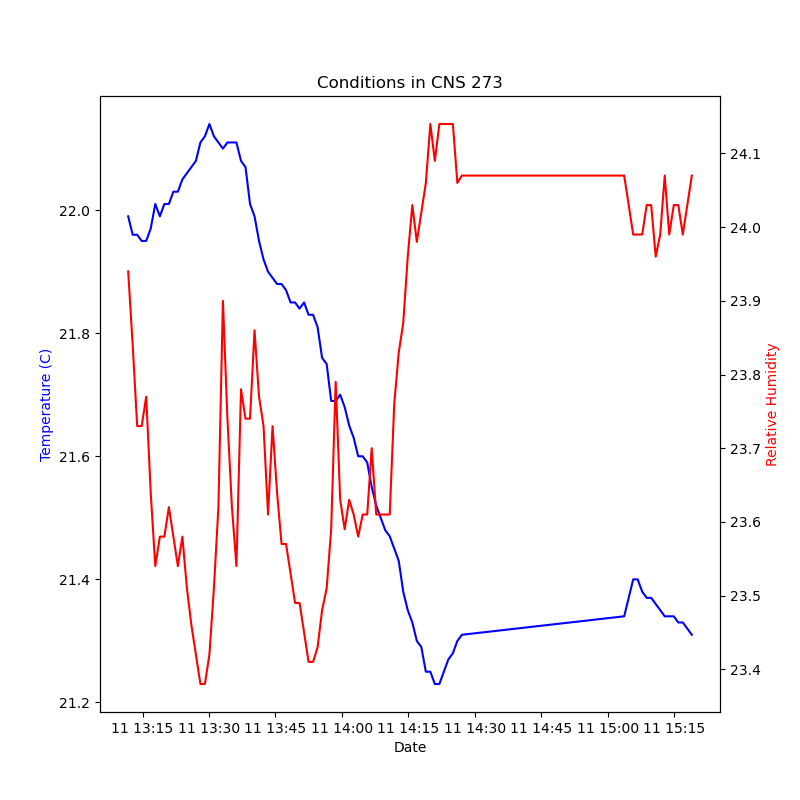 Conditions in CNS 273
Temperature (C)
22.0
21.8
21.6
21.4
21.2
24.1
24.0
23.9
23.8
23.7
23.6
23.5
23.4
Relative Humidity
11 13:15 11 13:30 11 13:45 11 14:00 11 14:15 11 14:30 11 14:45 11 15:00 11 15:15
Date